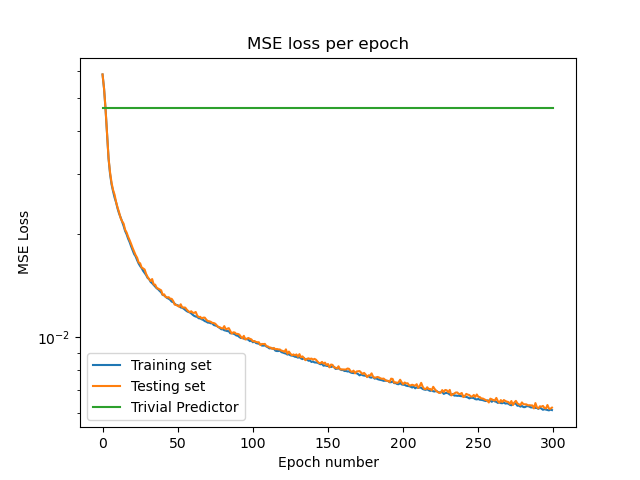 MSE loss per epoch
MSE Loss
10⁻²
Training set
Testing set
Trivial Predictor
0 50 100 150 200 250 300
Epoch number